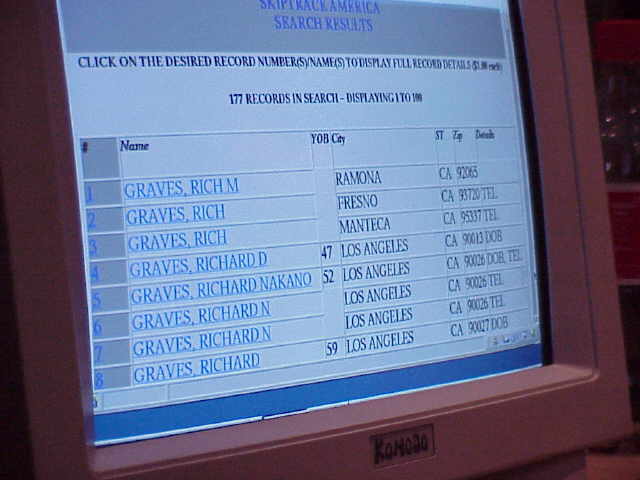 SKIPTRACK AMERICA
SEARCH RESULTS
CLICK ON THE DESIRED RECORD NUMBER(S)/NAME(S) TO DISPLAY FULL RECORD DETAILS ($1.00 each)
177 RECORDS IN SEARCH - DISPLAYING 1 TO 100
# Name YOB City ST Zip Details
1 GRAVES, RICH M RAMONA CA 92065
2 GRAVES, RICH FRESNO CA 93720 TEL
3 GRAVES, RICH MANTECA CA 95337 TEL
4 GRAVES, RICHARD D 47 LOS ANGELES CA 90013 DOB
5 GRAVES, RICHARD NAKANO 52 LOS ANGELES CA 90026 DOB, TEL
6 GRAVES, RICHARD N LOS ANGELES CA 90026 TEL
7 GRAVES, RICHARD N LOS ANGELES CA 90026 TEL
8 GRAVES, RICHARD 59 LOS ANGELES CA 90027 DOB
KOMODO